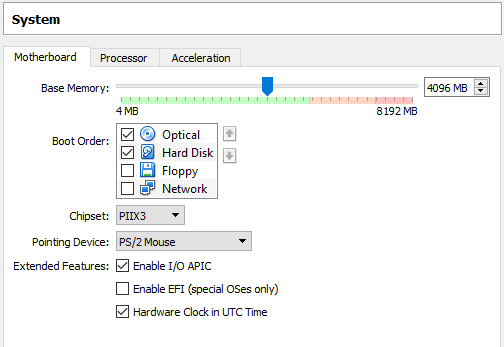 System
Motherboard Processor Acceleration
Base Memory: 4096 MB
4 MB 8192 MB
Boot Order: Optical
Hard Disk
Floppy
Network
Chipset: PIIX3
Pointing Device: PS/2 Mouse
Extended Features: Enable I/O APIC
Enable EFI (special OSes only)
Hardware Clock in UTC Time